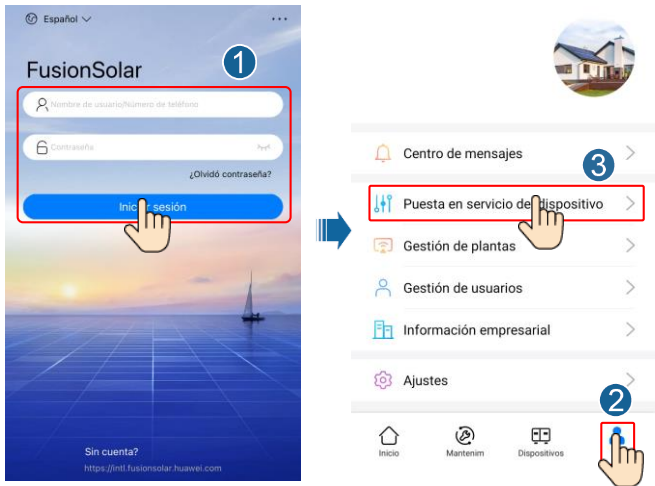 Español
FusionSolar
1
Nombre de usuario/Número de teléfono
Contraseña
¿Olvidó contraseña?
Iniciar sesión
Sin cuenta?
https://intl.fusionsolar.huawei.com
Centro de mensajes
3
Puesta en servicio de dispositivo
Gestión de plantas
Gestión de usuarios
Información empresarial
Ajustes
2
Inicio
Mantenim
Dispositivos